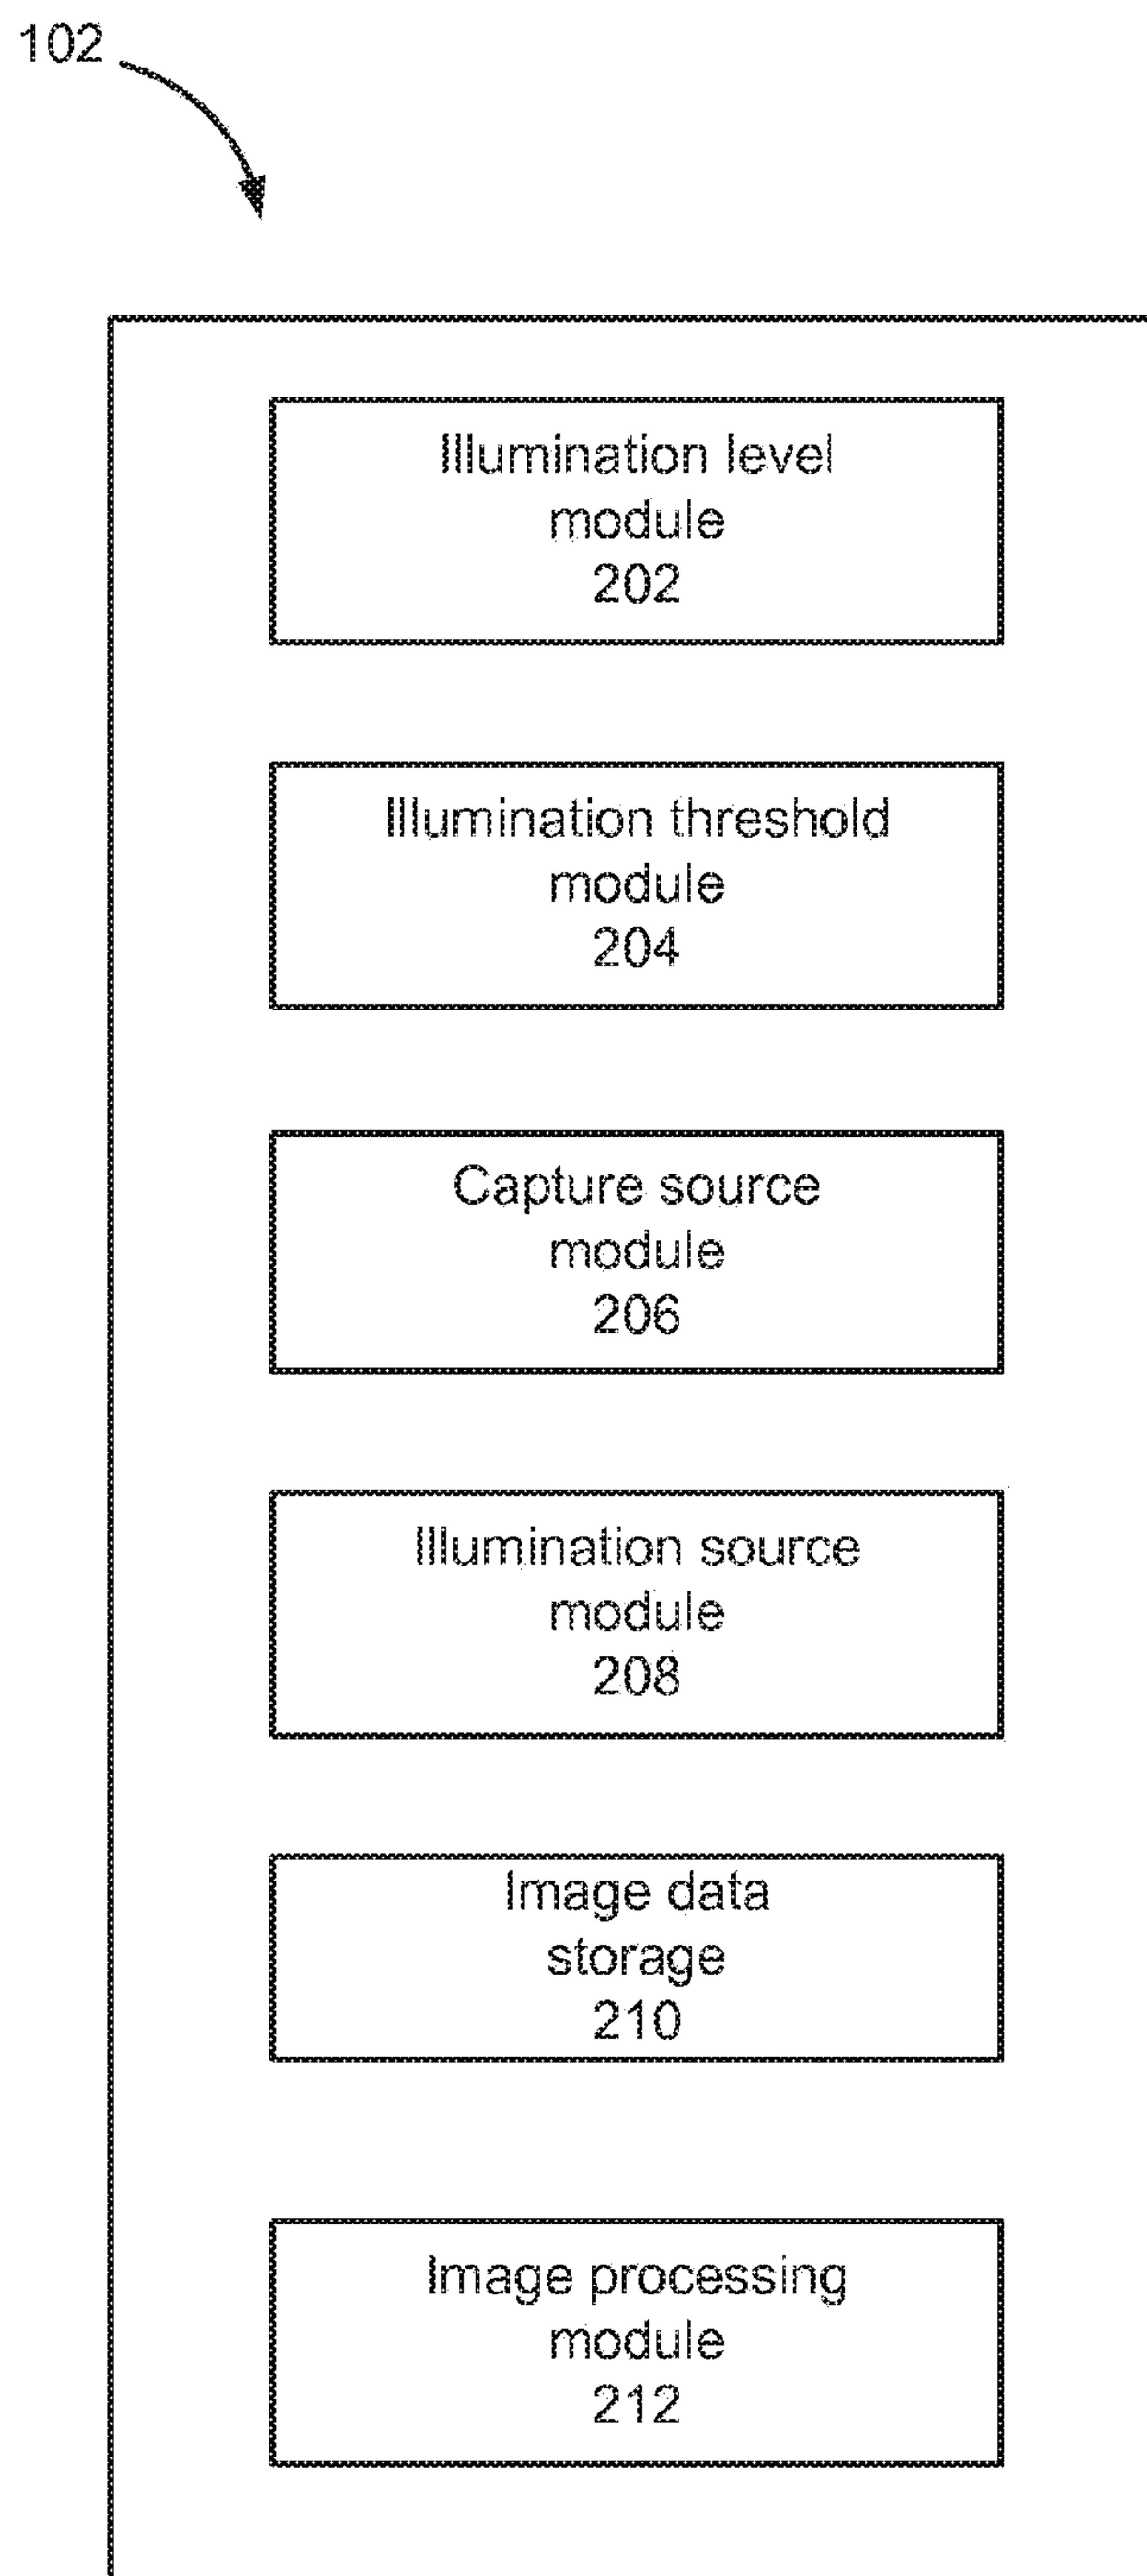 102
Illumination level
module
202
Illumination threshold
module
204
Capture source
module
206
Illumination source
module
208
Image data
storage
210
Image processing
module
212